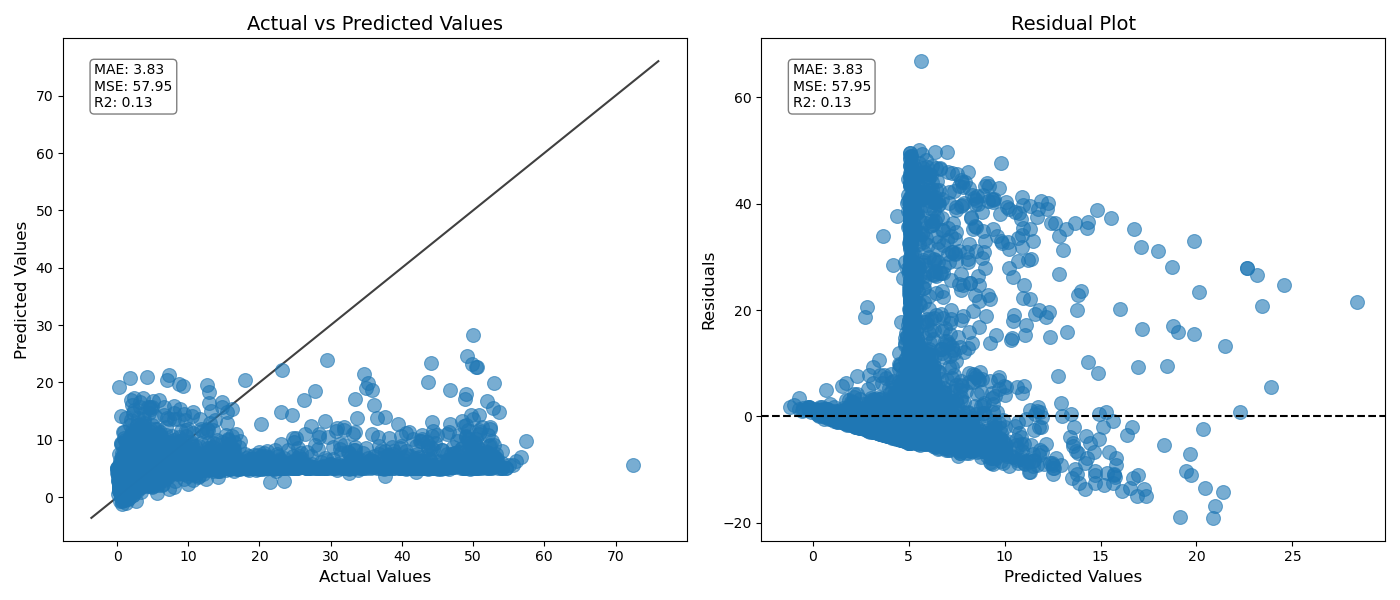 Actual vs Predicted Values
MAE: 3.83
MSE: 57.95
R2: 0.13
70
60
50
40
30
20
10
0
Predicted Values
0 10 20 30 40 50 60 70
Actual Values
Residual Plot
MAE: 3.83
MSE: 57.95
R2: 0.13
60
40
20
0
−20
Residuals
0 5 10 15 20 25
Predicted Values